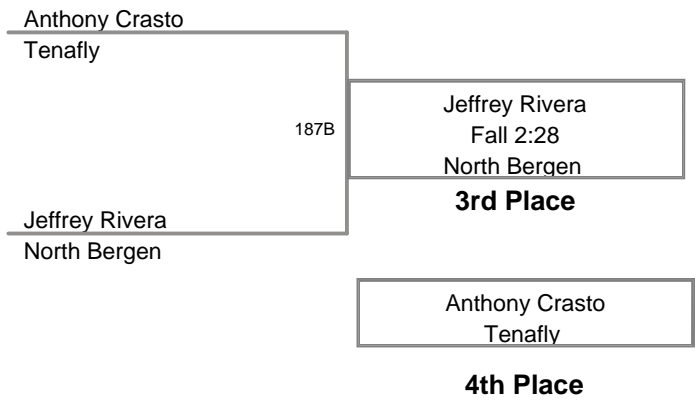 Anthony Crasto
Tenafly
187B
Jeffrey Rivera
Fall 2:28
North Bergen
3rd Place
Jeffrey Rivera
North Bergen
Anthony Crasto
Tenafly
4th Place